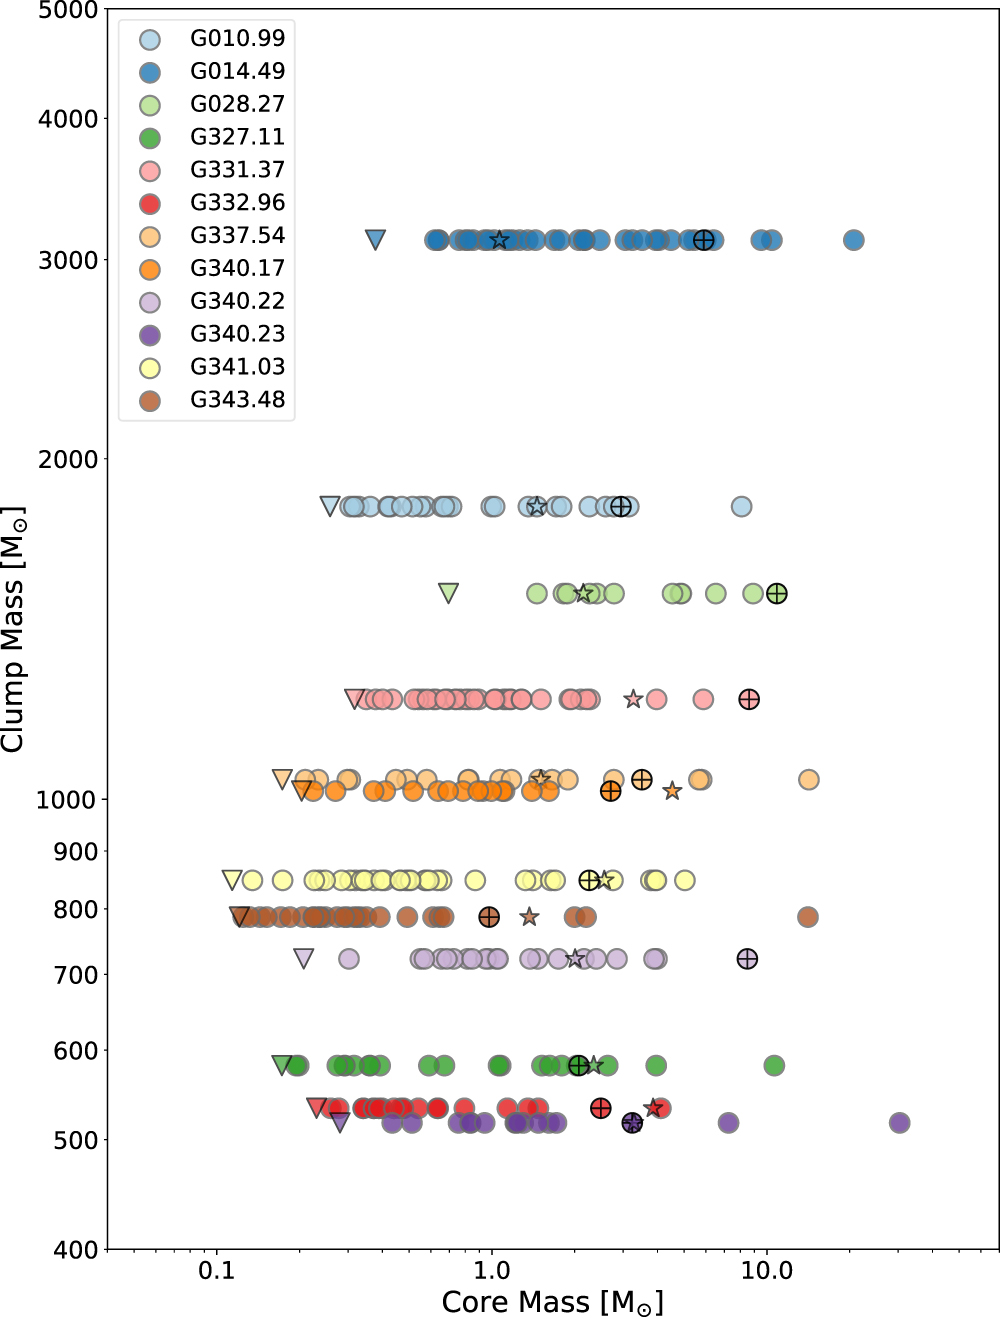 5000
4000
3000
2000
1000
900
800
700
600
500
400
Clump Mass [M⊙]
G010.99
G014.49
G028.27
G327.11
G331.37
G332.96
G337.54
G340.17
G340.22
G340.23
G341.03
G343.48
0.1 1.0 10.0
Core Mass [M⊙]